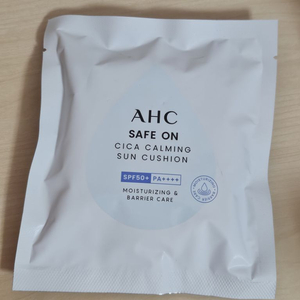 AHC
SAFE ON
CICA CALMING
SUN CUSHION
SPF50+ PA++++
MOISTURIZING &
BARRIER CARE